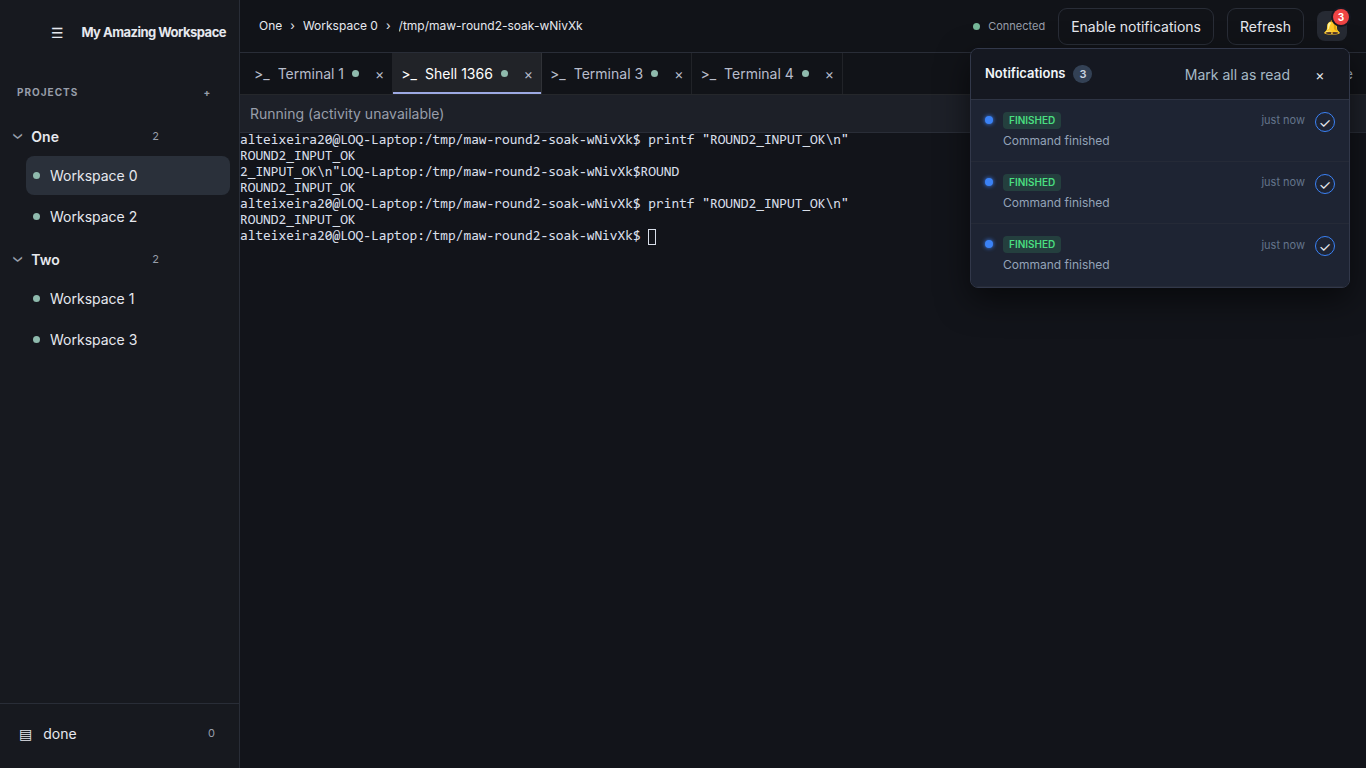 My Amazing Workspace
PROJECTS +
One 2
Workspace 0
Workspace 2
Two 2
Workspace 1
Workspace 3
done 0
One › Workspace 0 › /tmp/maw-round2-soak-wNivXk
Connected
Enable notifications
Refresh
3
>_ Terminal 1 ×
>_ Shell 1366 ×
>_ Terminal 3 ×
>_ Terminal 4 ×
Running (activity unavailable)
alteixeira20@LOQ-Laptop:/tmp/maw-round2-soak-wNivXk$ printf "ROUND2_INPUT_OK\n"
ROUND2_INPUT_OK
2_INPUT_OK\n"LOQ-Laptop:/tmp/maw-round2-soak-wNivXk$ROUND
ROUND2_INPUT_OK
alteixeira20@LOQ-Laptop:/tmp/maw-round2-soak-wNivXk$ printf "ROUND2_INPUT_OK\n"
ROUND2_INPUT_OK
alteixeira20@LOQ-Laptop:/tmp/maw-round2-soak-wNivXk$
Notifications 3 Mark all as read ×
FINISHED just now
Command finished
FINISHED just now
Command finished
FINISHED just now
Command finished